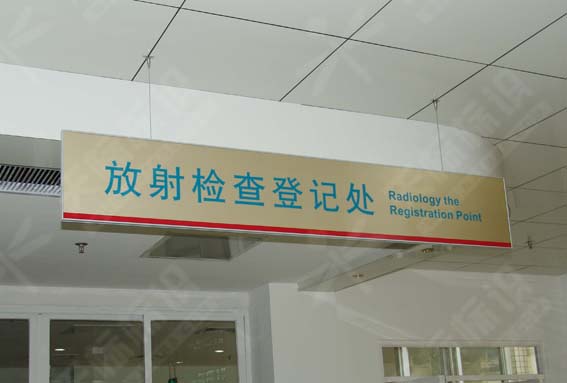 放射检查登记处
Radiology the
Registration Point